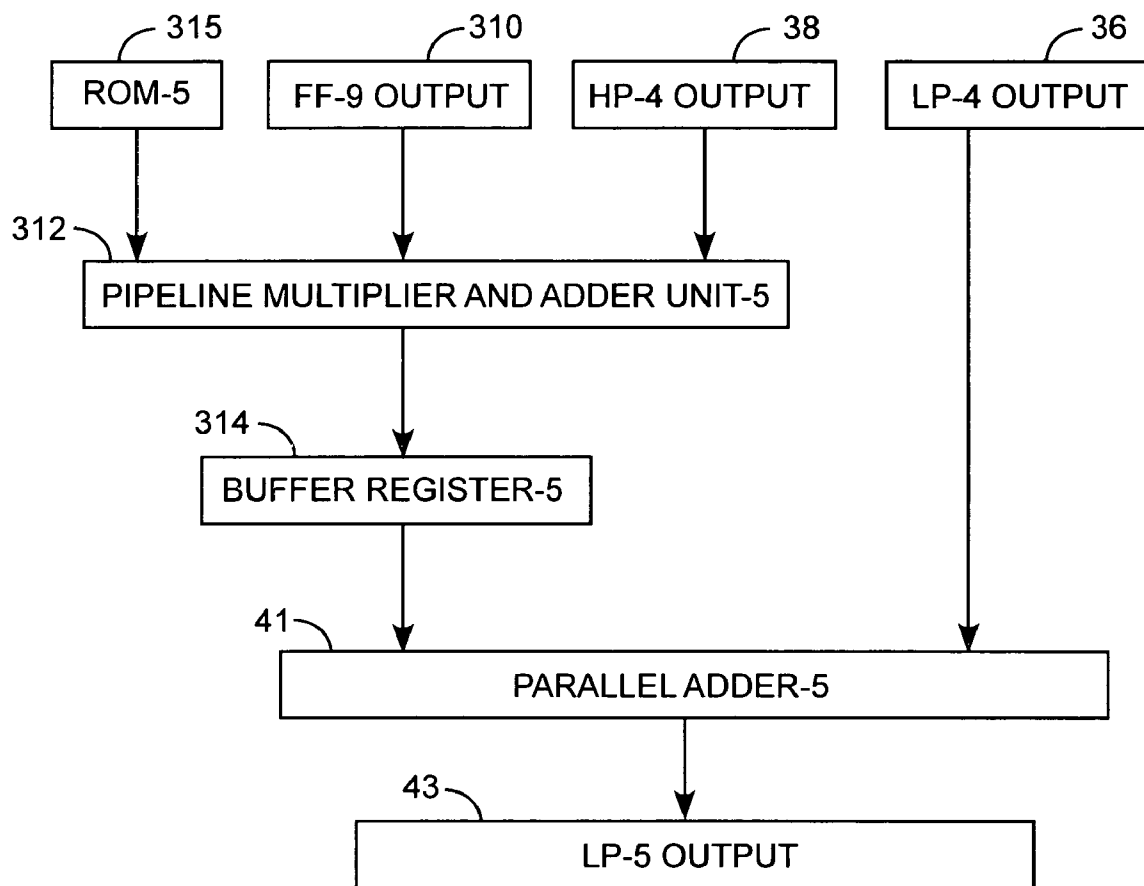 315
310
38
36
ROM-5
FF-9 OUTPUT
HP-4 OUTPUT
LP-4 OUTPUT
312
PIPELINE MULTIPLIER AND ADDER UNIT-5
314
BUFFER REGISTER-5
41
PARALLEL ADDER-5
43
LP-5 OUTPUT